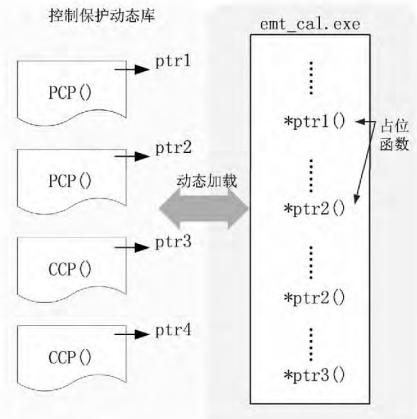 控制保护动态库
ptr1
PCP()
ptr2
PCP()
ptr3
CCP()
ptr4
CCP()
动态加载
emt_cal.exe
*ptr1()
占位
函数
*ptr2()
*ptr2()
*ptr3()